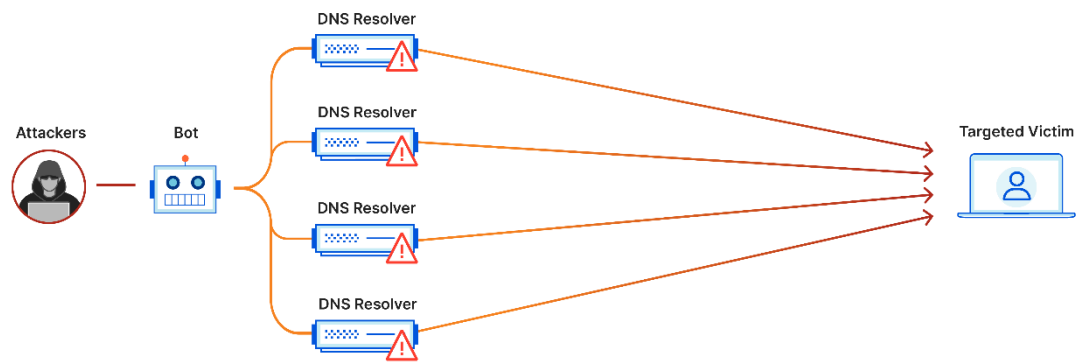 DNS Resolver
DNS Resolver
Attackers
Bot
Targeted Victim
DNS Resolver
DNS Resolver